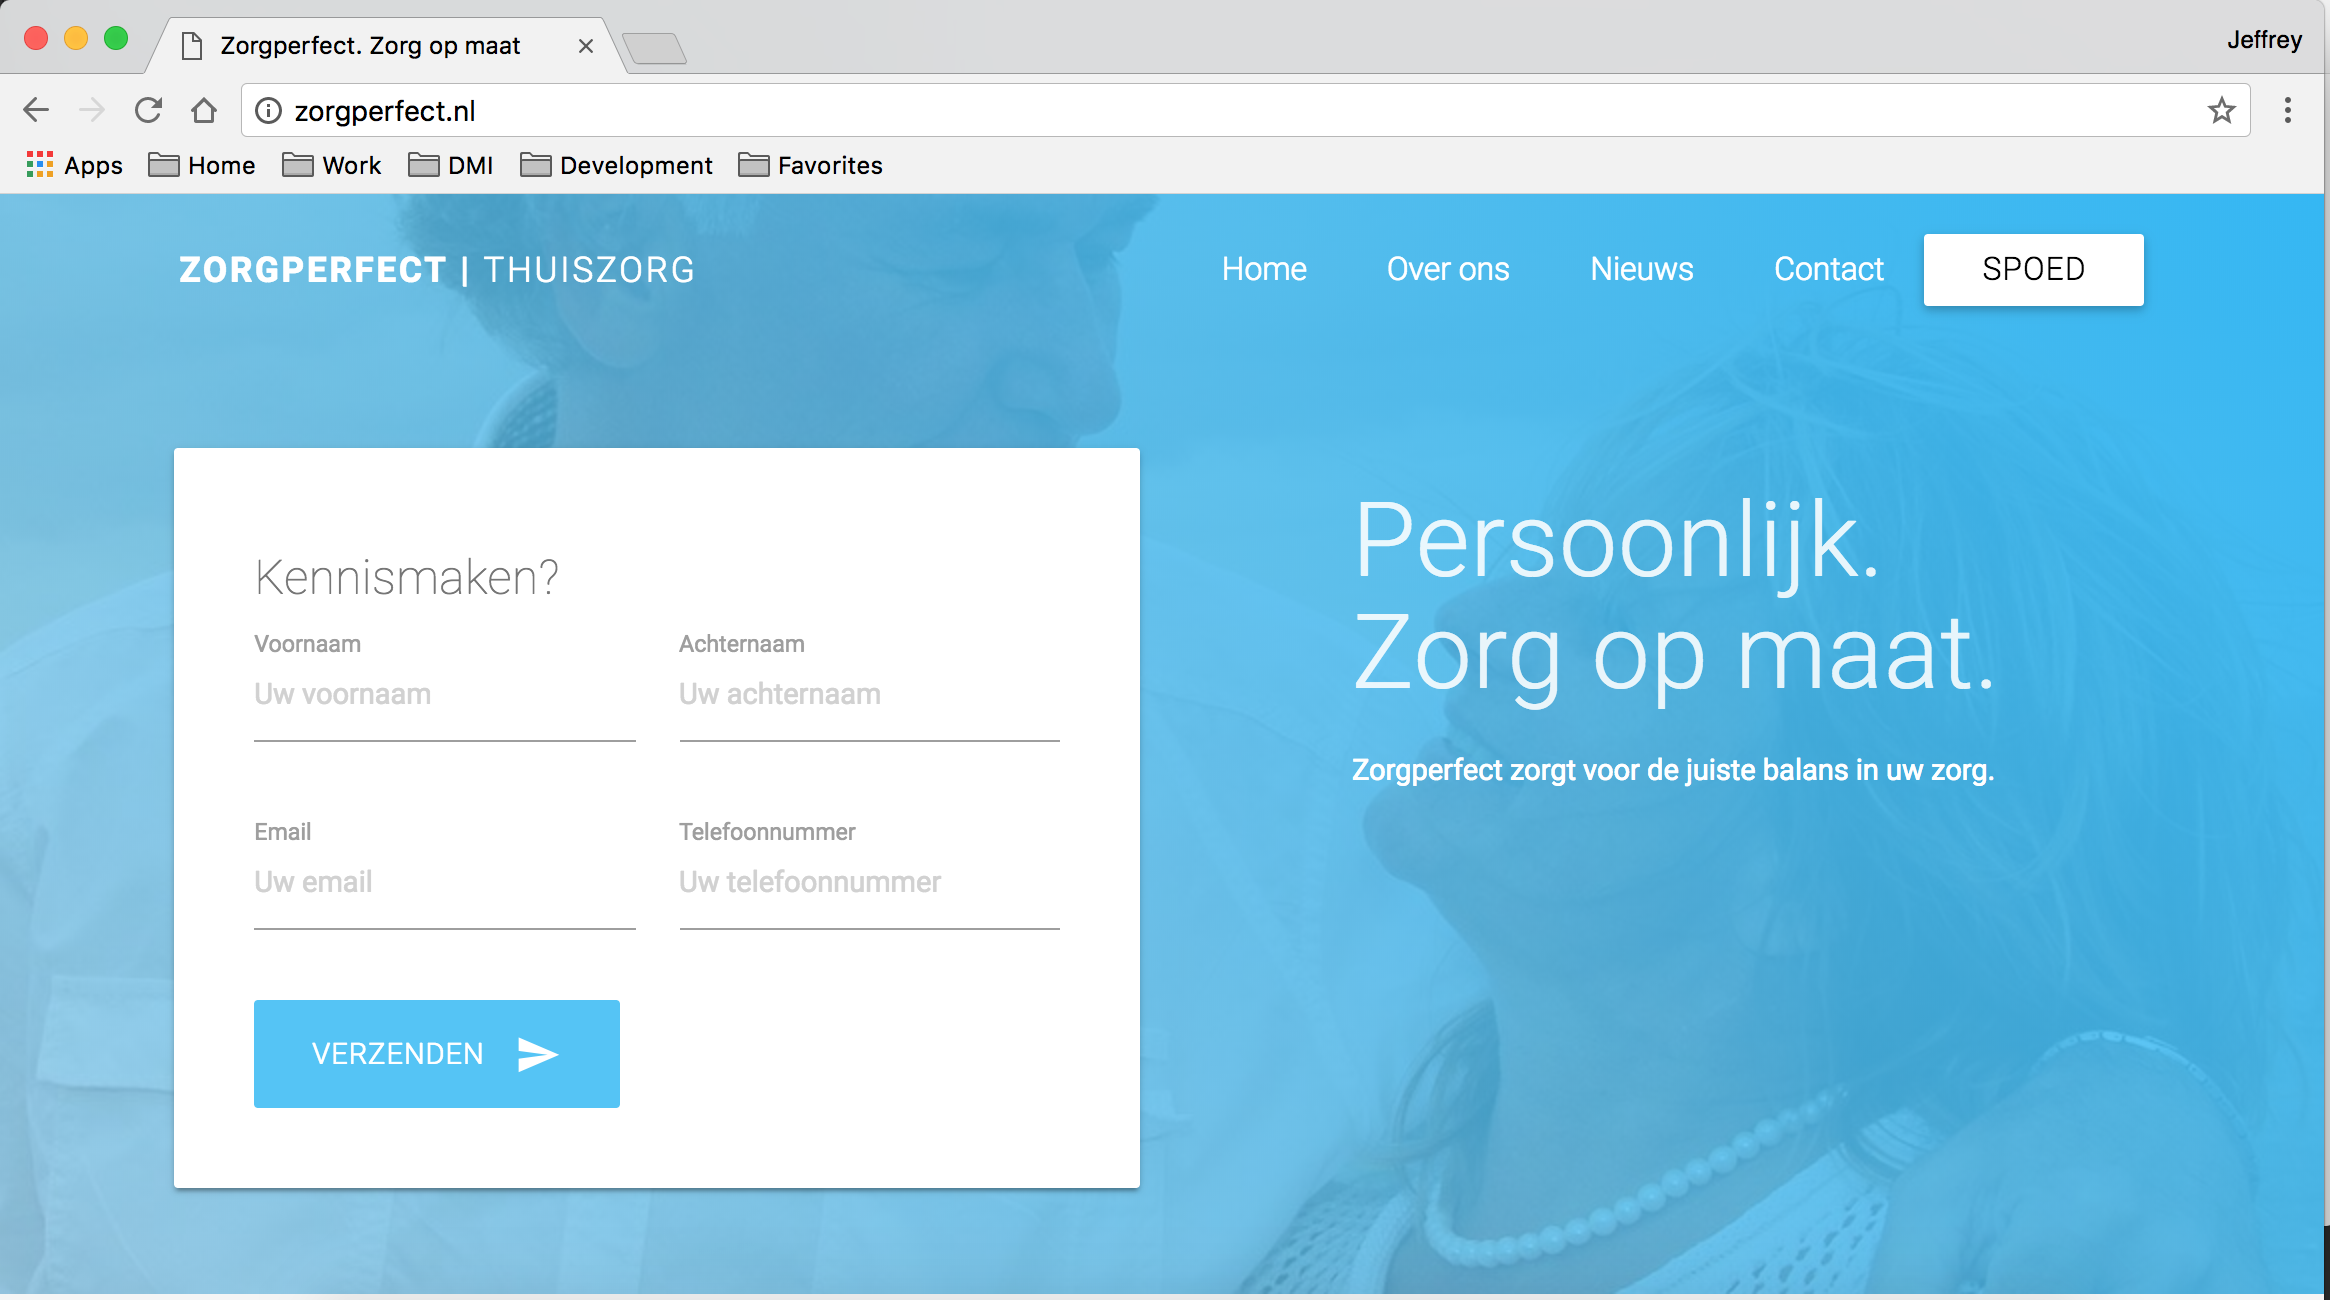 Zorgperfect. Zorg op maat
Jeffrey
zorgperfect.nl
Apps Home Work DMI Development Favorites
ZORGPERFECT | THUISZORG
Home Over ons Nieuws Contact SPOED
Kennismaken?
Voornaam Achternaam
Uw voornaam Uw achternaam
Email Telefoonnummer
Uw email Uw telefoonnummer
VERZENDEN
Persoonlijk.
Zorg op maat.
Zorgperfect zorgt voor de juiste balans in uw zorg.